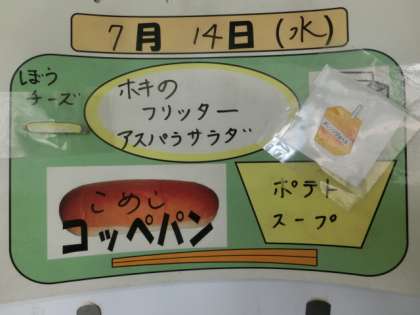 7月 14日(水)
ぼう
チーズ
ホキの
フリッター
アスパラサラダ
こめこ
コッペパン
ポテト
スープ